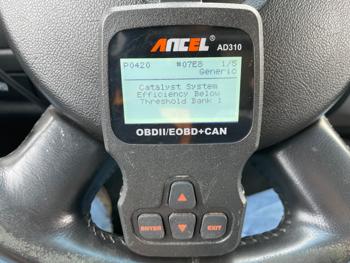 ANCEL
AD310
P0420 #07E8 1/5
Generic
Catalyst System
Efficiency Below
Threshold Bank 1
OBDII/EOBD+CAN
ENTER
EXIT